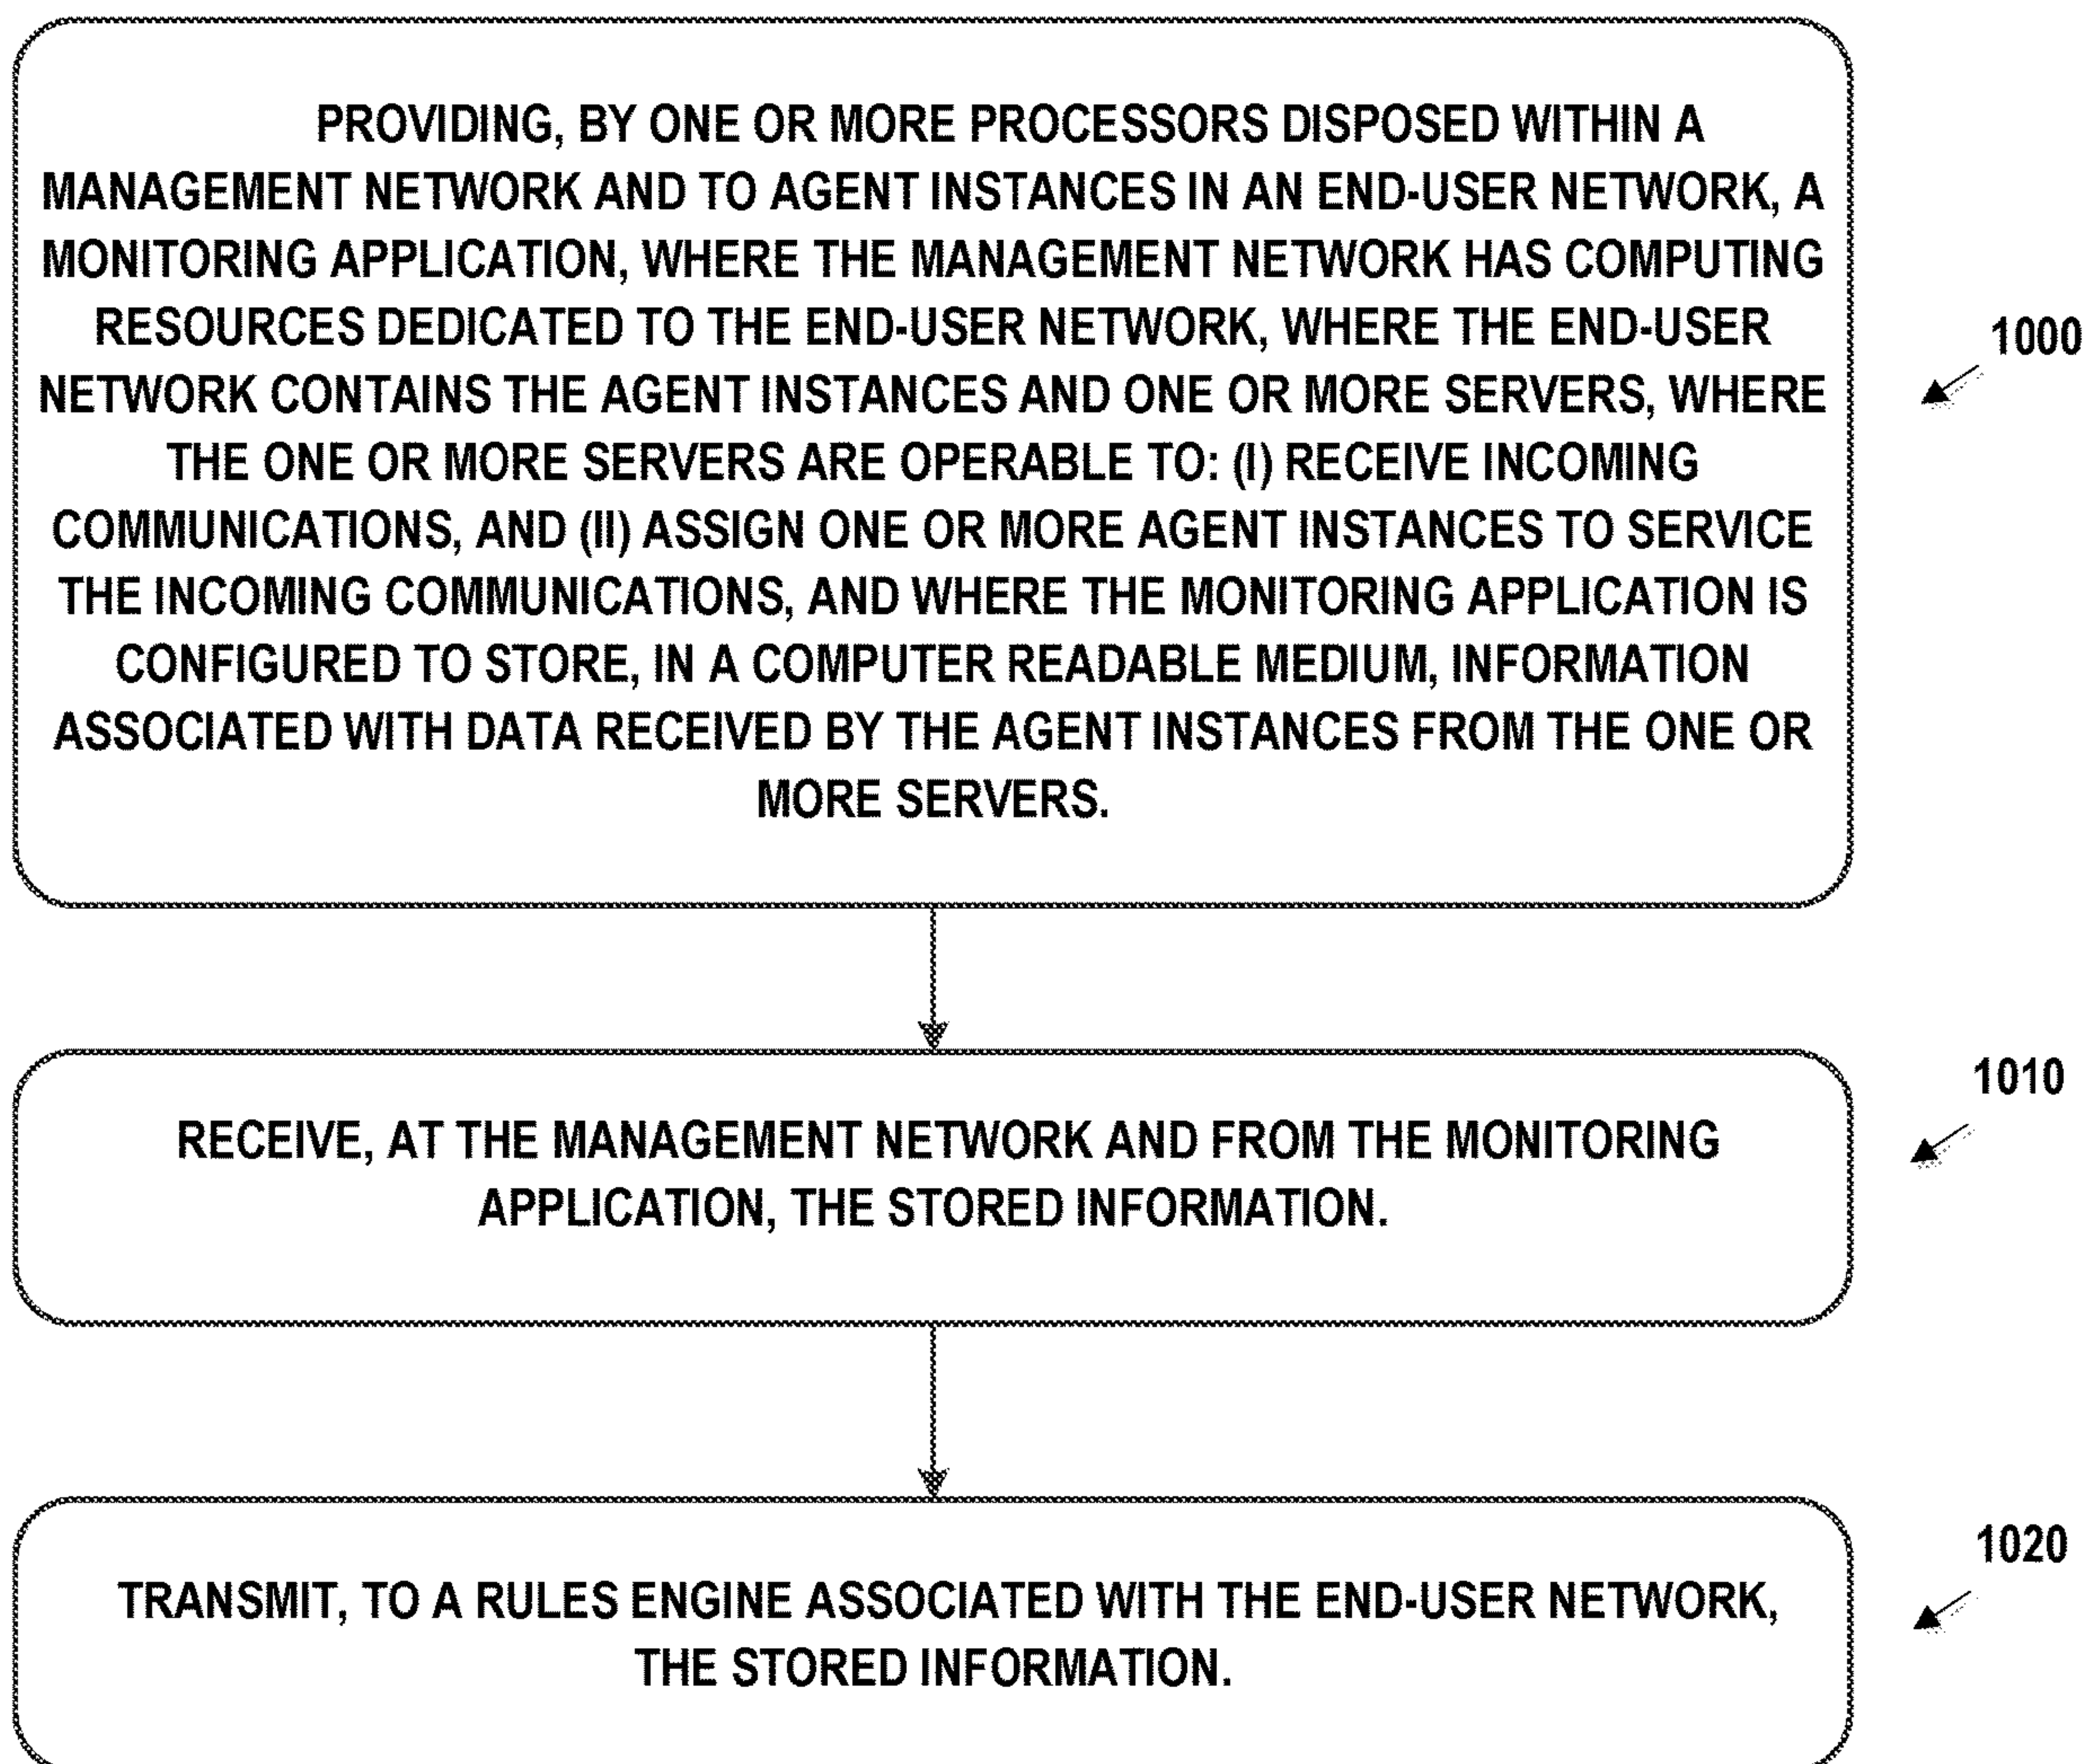 PROVIDING, BY ONE OR MORE PROCESSORS DISPOSED WITHIN A
MANAGEMENT NETWORK AND TO AGENT INSTANCES IN AN END-USER NETWORK, A
MONITORING APPLICATION, WHERE THE MANAGEMENT NETWORK HAS COMPUTING
RESOURCES DEDICATED TO THE END-USER NETWORK, WHERE THE END-USER
NETWORK CONTAINS THE AGENT INSTANCES AND ONE OR MORE SERVERS, WHERE
THE ONE OR MORE SERVERS ARE OPERABLE TO: (I) RECEIVE INCOMING
COMMUNICATIONS, AND (II) ASSIGN ONE OR MORE AGENT INSTANCES TO SERVICE
THE INCOMING COMMUNICATIONS, AND WHERE THE MONITORING APPLICATION IS
CONFIGURED TO STORE, IN A COMPUTER READABLE MEDIUM, INFORMATION
ASSOCIATED WITH DATA RECEIVED BY THE AGENT INSTANCES FROM THE ONE OR
MORE SERVERS.
1000
RECEIVE, AT THE MANAGEMENT NETWORK AND FROM THE MONITORING
APPLICATION, THE STORED INFORMATION.
1010
TRANSMIT, TO A RULES ENGINE ASSOCIATED WITH THE END-USER NETWORK,
THE STORED INFORMATION.
1020